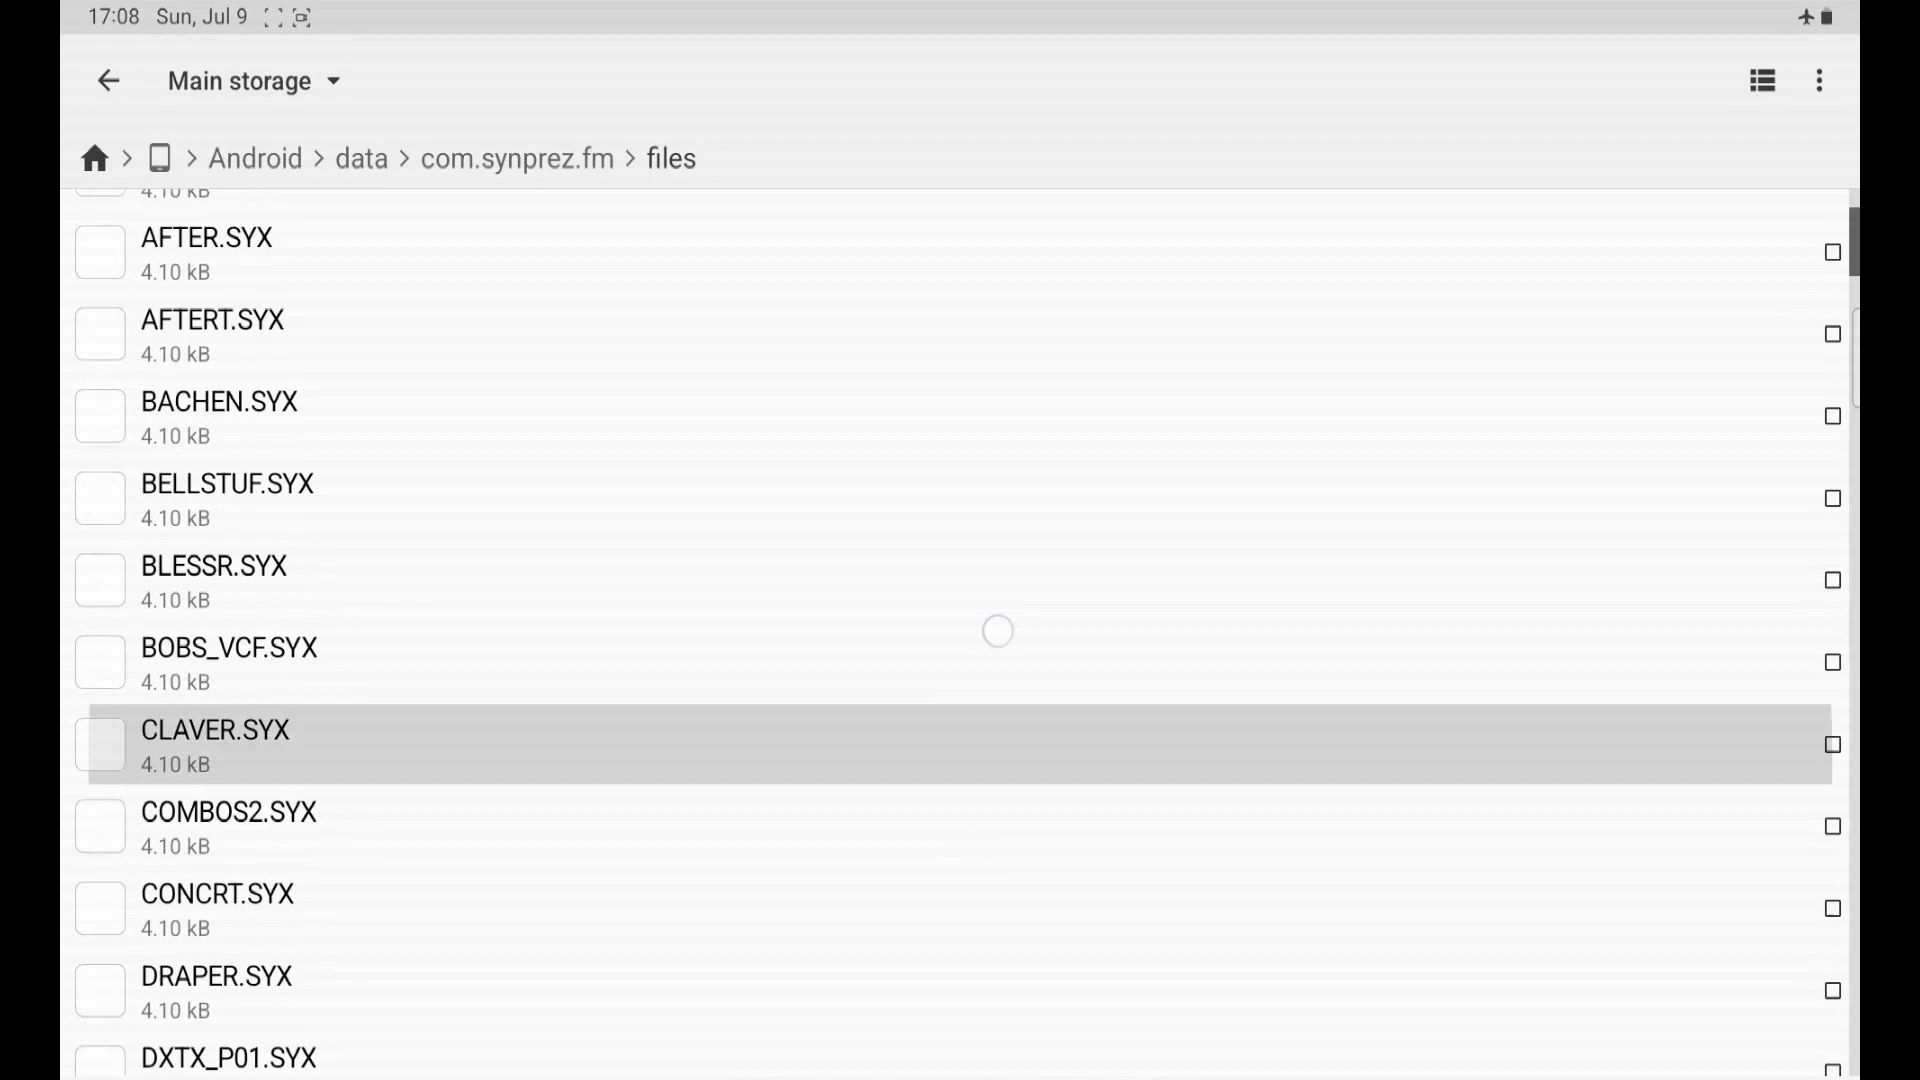 17:08 Sun, Jul 9
Main storage
Android > data > com.synprez.fm > files
4.10 kB
AFTER.SYX
4.10 kB
AFTERT.SYX
4.10 kB
BACHEN.SYX
4.10 kB
BELLSTUF.SYX
4.10 kB
BLESSR.SYX
4.10 kB
BOBS_VCF.SYX
4.10 kB
CLAVER.SYX
4.10 kB
COMBOS2.SYX
4.10 kB
CONCRT.SYX
4.10 kB
DRAPER.SYX
4.10 kB
DXTX_P01.SYX